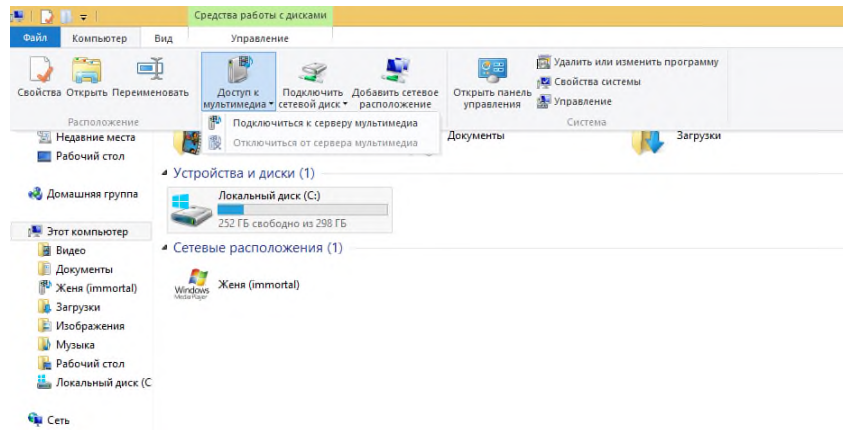 Средства работы с дисками
Файл Компьютер Вид Управление
Свойства Открыть Переименовать Доступ к мультимедиа Подключить сетевой диск Добавить сетевое расположение Открыть панель управления
Удалить или изменить программу
Свойства системы
Управление
Расположение Система
Подключиться к серверу мультимедиа
Отключиться от сервера мультимедиа
Недавние места
Рабочий стол
Домашняя группа
Этот компьютер
Видео
Документы
Женя (immortal)
Загрузки
Изображения
Музыка
Рабочий стол
Локальный диск (C
Сеть
Документы Загрузки
Устройства и диски (1)
Локальный диск (C:)
252 ГБ свободно из 298 ГБ
Сетевые расположения (1)
Женя (immortal)
Windows
MediaPlayer